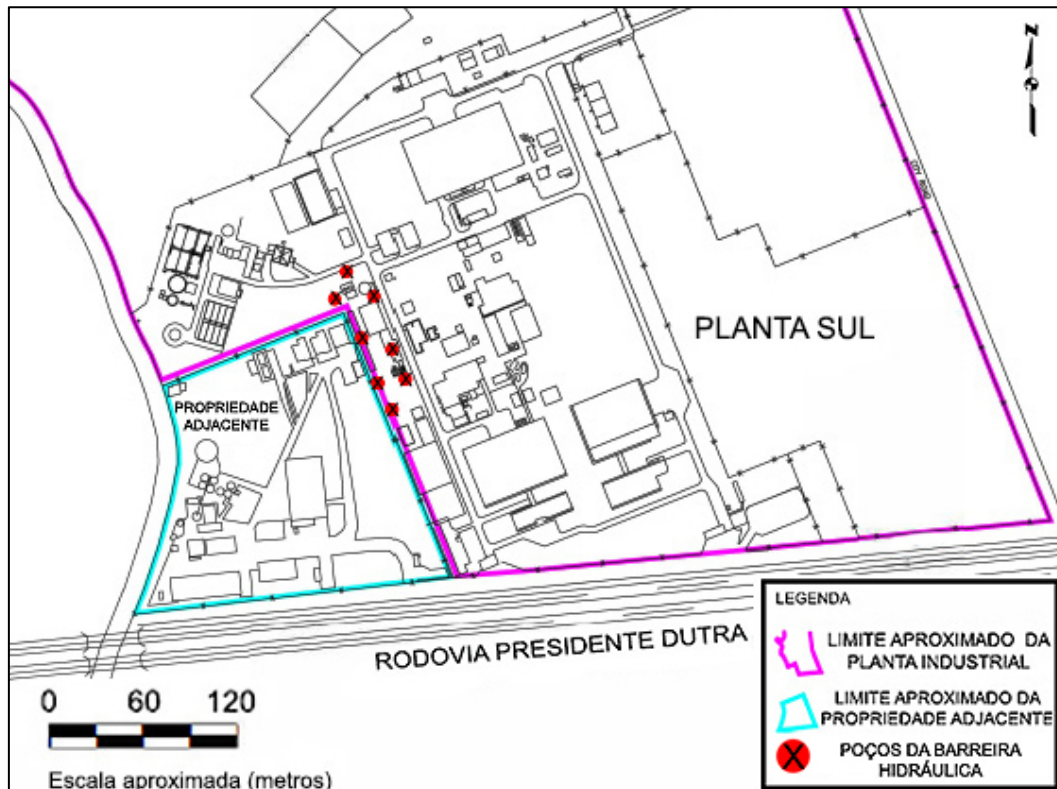 N
PLANTA SUL
PROPRIEDADE
ADJACENTE
RODOVIA PRESIDENTE DUTRA
0 60 120
Escala aproximada (metros)
LEGENDA
LIMITE APROXIMADO DA
PLANTA INDUSTRIAL
LIMITE APROXIMADO DA
PROPRIEDADE ADJACENTE
POÇOS DA BARREIRA
HIDRÁULICA